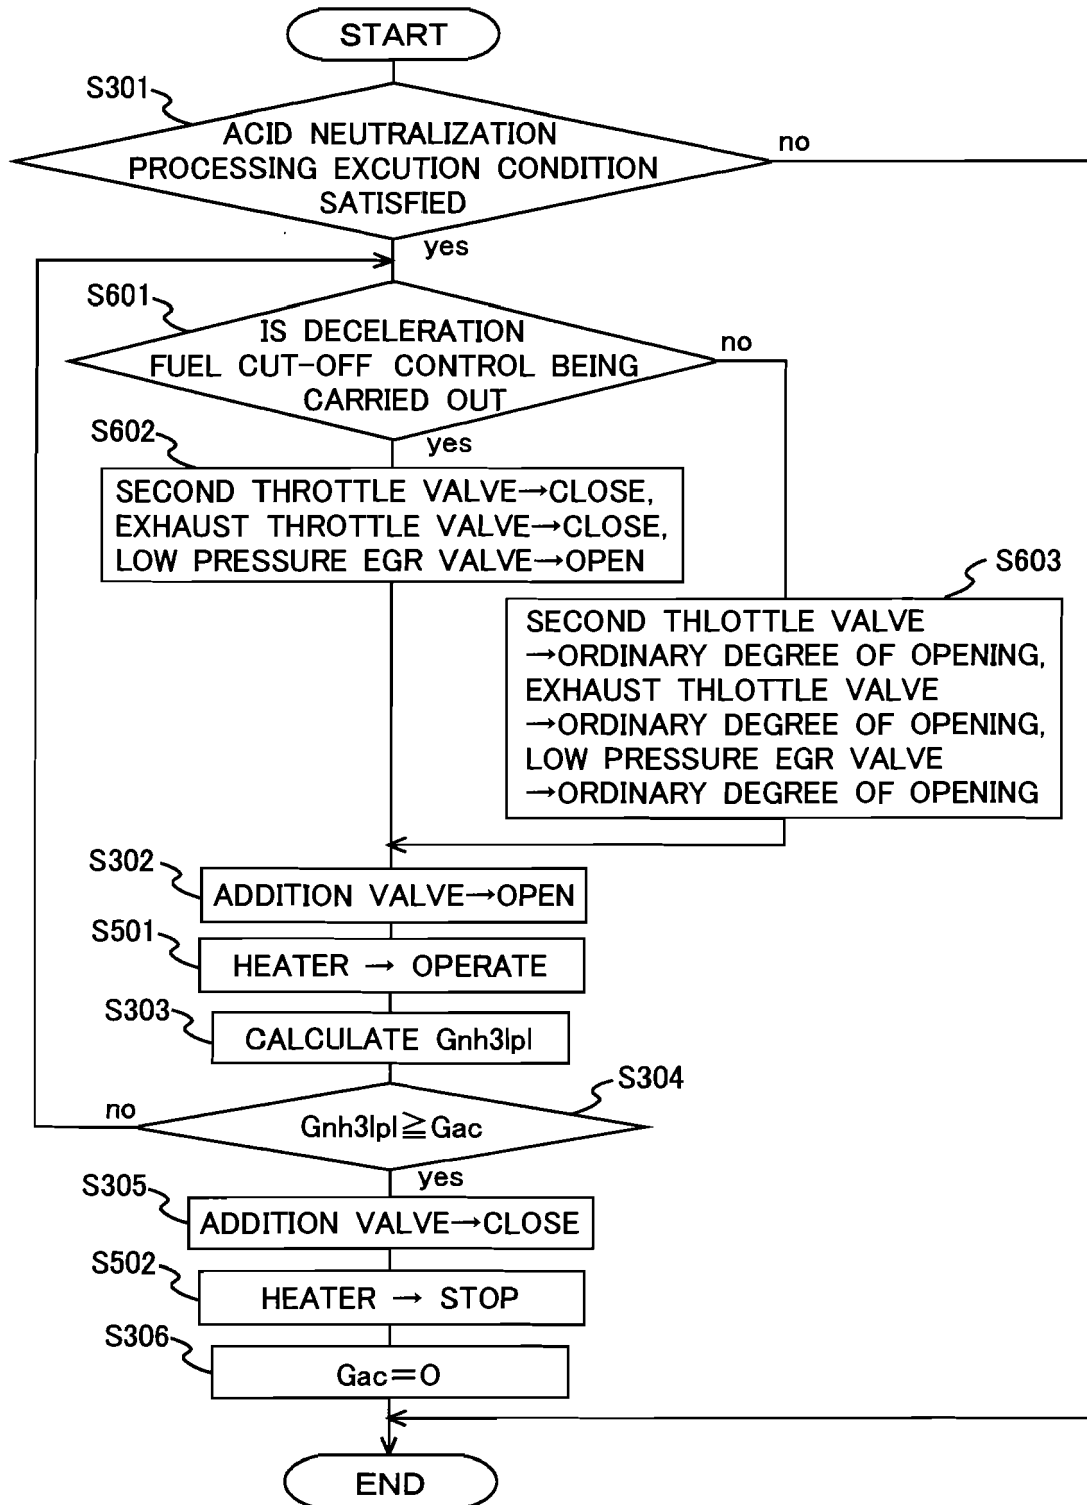 START
S301
ACID NEUTRALIZATION
PROCESSING EXCUTION CONDITION
SATISFIED
no
yes
S601
IS DECELERATION
FUEL CUT-OFF CONTROL BEING
CARRIED OUT
no
yes
S602
SECOND THROTTLE VALVE→CLOSE,
EXHAUST THROTTLE VALVE→CLOSE,
LOW PRESSURE EGR VALVE→OPEN
S603
SECOND THLOTTLE VALVE
→ORDINARY DEGREE OF OPENING,
EXHAUST THLOTTLE VALVE
→ORDINARY DEGREE OF OPENING,
LOW PRESSURE EGR VALVE
→ORDINARY DEGREE OF OPENING
S302
ADDITION VALVE→OPEN
S501
HEATER → OPERATE
S303
CALCULATE Gnh3lpl
S304
Gnh3lpl≧Gac
no
yes
S305
ADDITION VALVE→CLOSE
S502
HEATER → STOP
S306
Gac=O
END